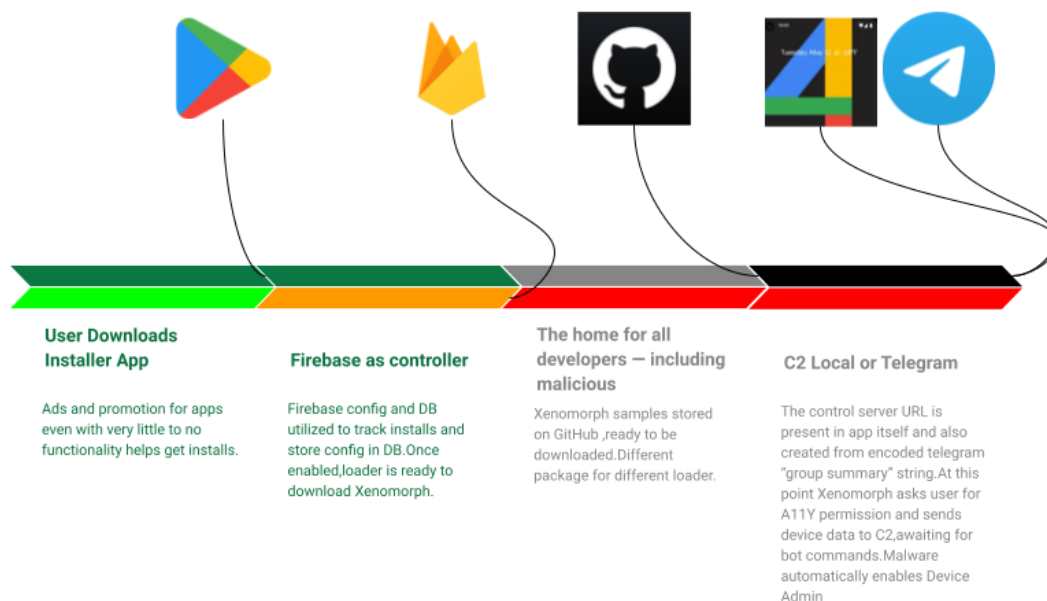 User Downloads
Installer App
Ads and promotion for apps
even with very little to no
functionality helps get installs.
Firebase as controller
Firebase config and DB
utilized to track installs and
store config in DB.Once
enabled,loader is ready to
download Xenomorph.
The home for all
developers — including
malicious
Xenomorph samples stored
on GitHub ,ready to be
downloaded.Different
package for different loader.
C2 Local or Telegram
The control server URL is
present in app itself and also
created from encoded telegram
“group summary” string.At this
point Xenomorph asks user for
A11Y permission and sends
device data to C2,awaiting for
bot commands.Malware
automatically enables Device
Admin